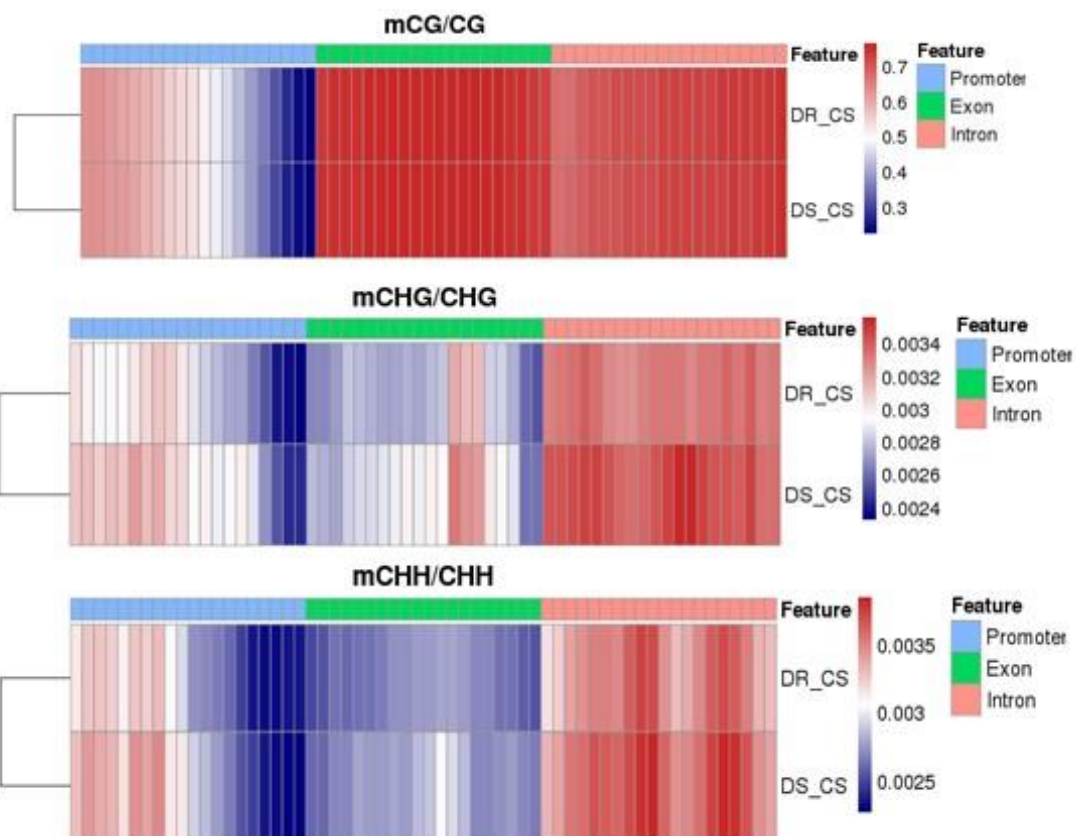 mCG/CG
Feature
DR_CS
DS_CS
0.7
0.6
0.5
0.4
0.3
Feature
Promoter
Exon
Intron
mCHG/CHG
Feature
DR_CS
DS_CS
0.0034
0.0032
0.003
0.0028
0.0026
0.0024
Feature
Promoter
Exon
Intron
mCHH/CHH
Feature
DR_CS
DS_CS
0.0035
0.003
0.0025
Feature
Promoter
Exon
Intron